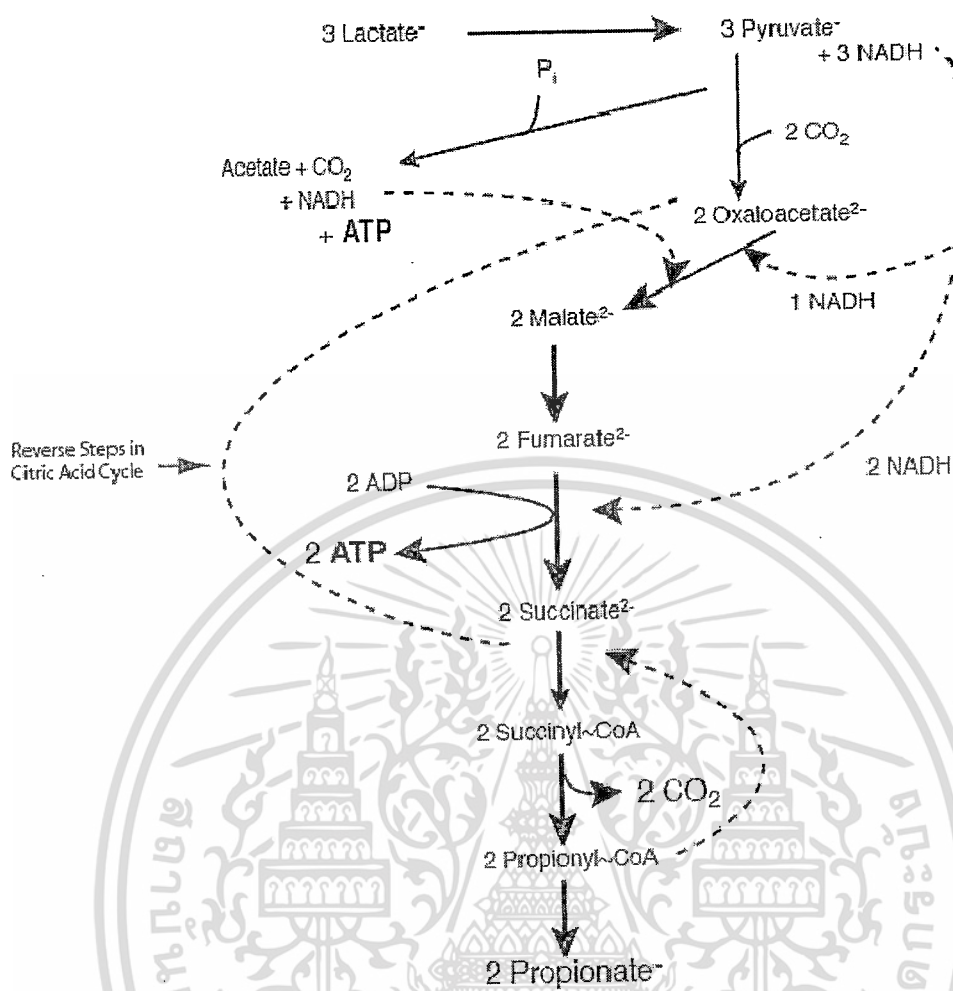 3 Lactate⁻
3 Pyruvate⁻
+ 3 NADH
Pᵢ
2 CO₂
Acetate + CO₂
+ NADH
+ ATP
2 Oxaloacetate²⁻
1 NADH
2 Malate²⁻
2 Fumarate²⁻
Reverse Steps in
Citric Acid Cycle
2 ADP
2 NADH
2 ATP
2 Succinate²⁻
2 Succinyl~CoA
2 CO₂
2 Propionyl~CoA
2 Propionate⁻